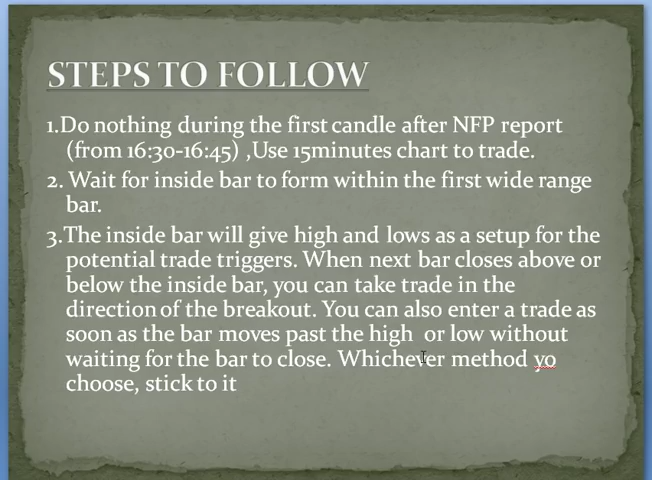 STEPS TO FOLLOW
1.Do nothing during the first candle after NFP report
(from 16:30-16:45) ,Use 15minutes chart to trade.
2. Wait for inside bar to form within the first wide range
bar.
3.The inside bar will give high and lows as a setup for the
potential trade triggers. When next bar closes above or
below the inside bar, you can take trade in the
direction of the breakout. You can also enter a trade as
soon as the bar moves past the high  or low without
waiting for the bar to close. Whichever method yo
choose, stick to it